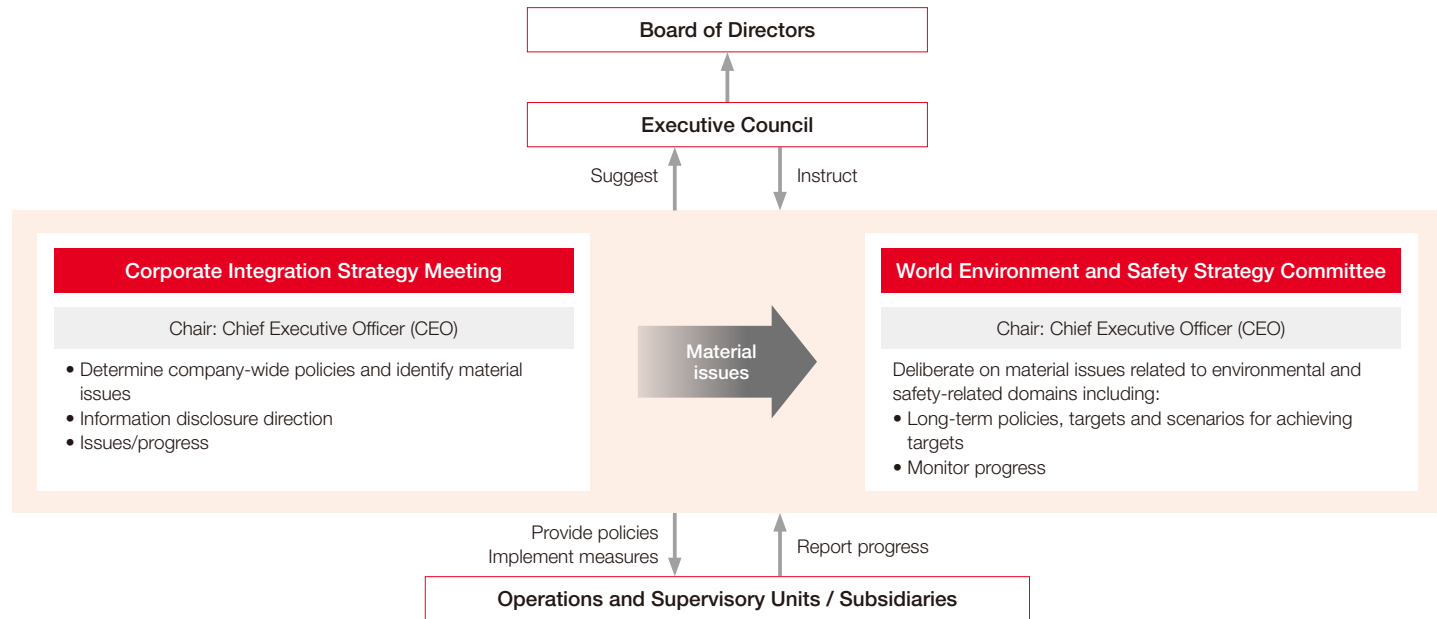 Board of Directors
Executive Council
Suggest
Instruct
Corporate Integration Strategy Meeting
Chair: Chief Executive Officer (CEO)
• Determine company-wide policies and identify material
issues
• Information disclosure direction
• Issues/progress
Material
issues
World Environment and Safety Strategy Committee
Chair: Chief Executive Officer (CEO)
Deliberate on material issues related to environmental and
safety-related domains including:
• Long-term policies, targets and scenarios for achieving
targets
• Monitor progress
Provide policies
Implement measures
Report progress
Operations and Supervisory Units / Subsidiaries